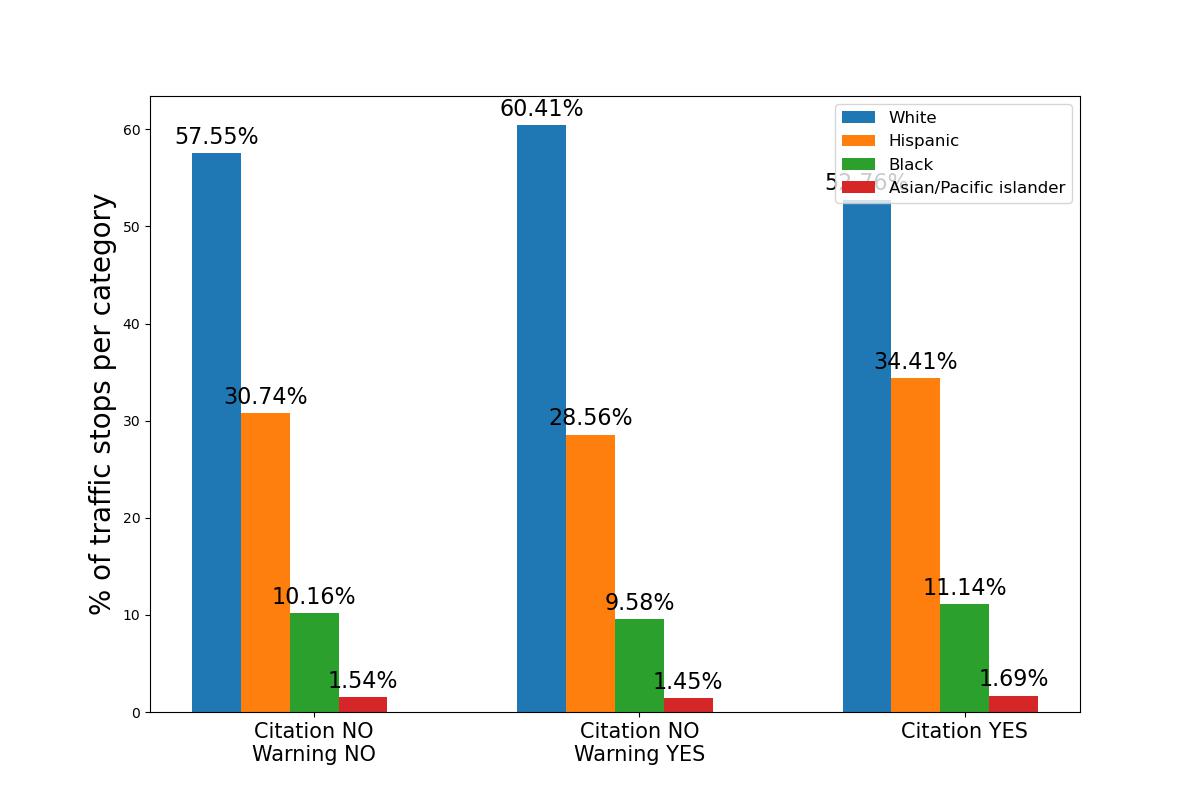 % of traffic stops per category
60
50
40
30
20
10
0
57.55%
30.74%
10.16%
1.54%
60.41%
28.56%
9.58%
1.45%
52.76%
34.41%
11.14%
1.69%
White
Hispanic
Black
Asian/Pacific islander
Citation NO
Warning NO
Citation NO
Warning YES
Citation YES